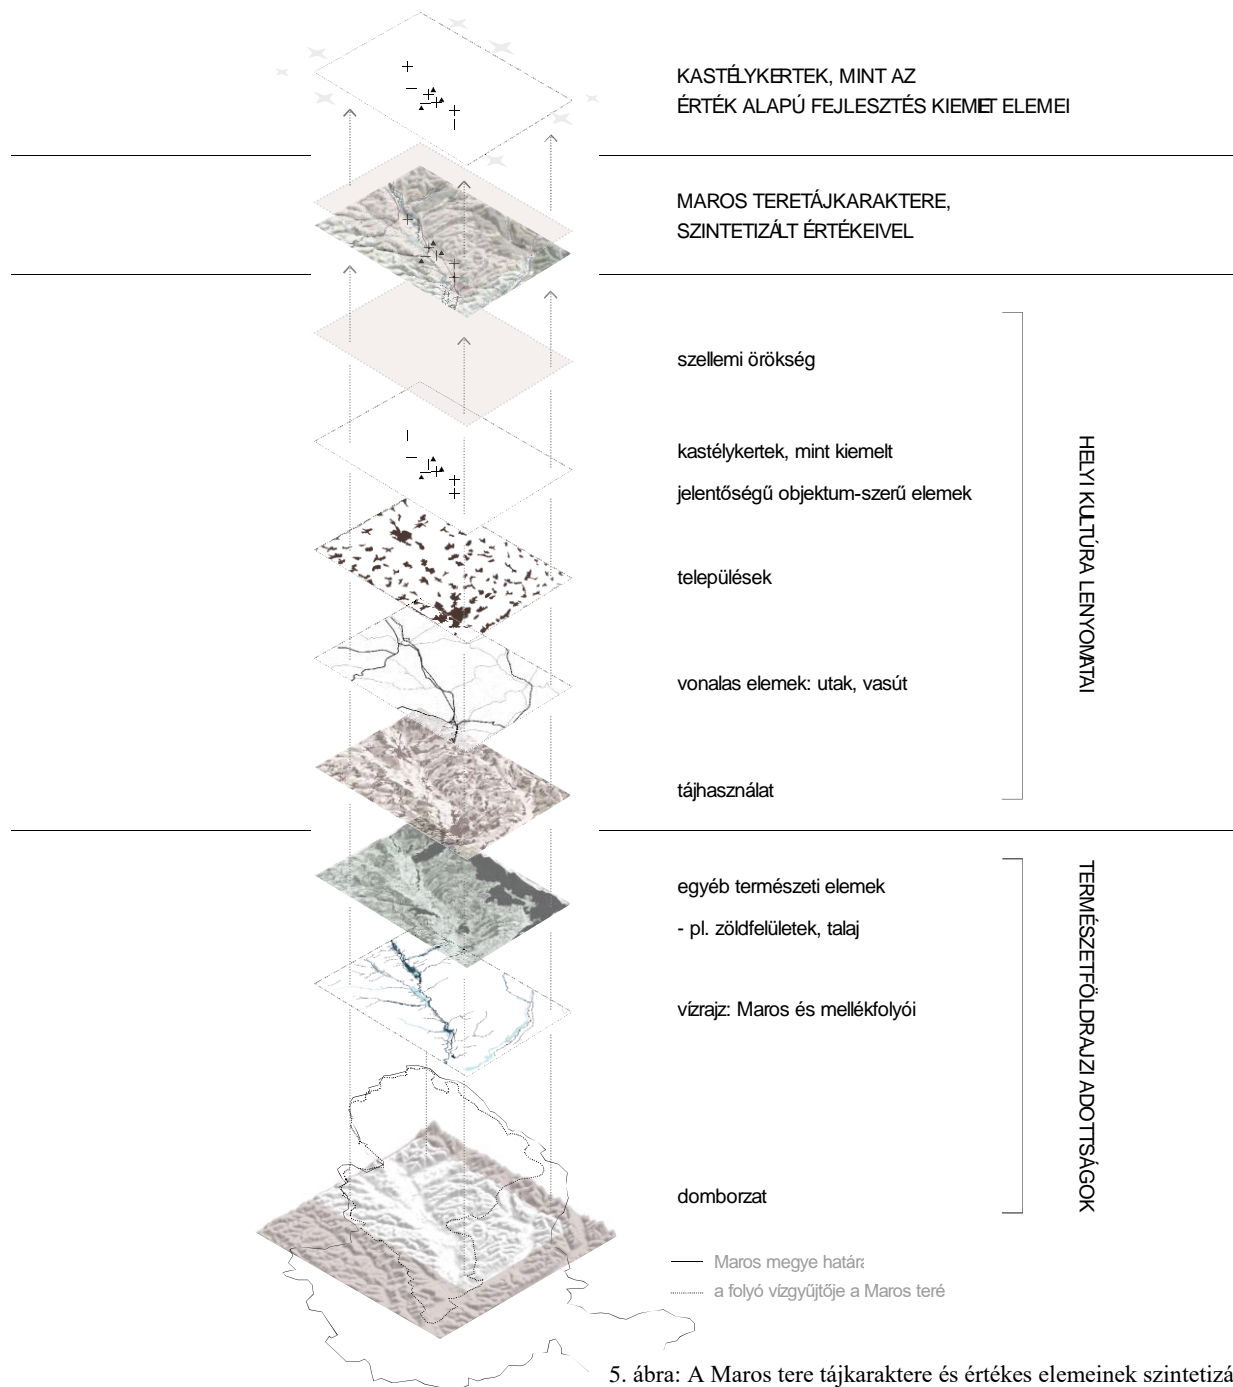 KASTÉLYKERTEK, MINT AZ
ÉRTÉK ALAPÚ FEJLESZTÉS KIEMET ELEMEI
MAROS TERETÁJKARAKTERE,
SZINTETIZÁLT ÉRTÉKEIVEL
szellemi örökség
kastélykertek, mint kiemelt
jelentőségű objektum-szerű elemek
települések
vonalas elemek: utak, vasút
tájhasználat
HELYI KULTÚRA LENYOMATAI
egyéb természeti elemek
- pl. zöldfelületek, talaj
vízrajz: Maros és mellékfolyói
domborzat
TERMÉSZETFÖLDRAJZI ADOTTSÁGOK
Maros megye határa
a folyó vízgyűjtője a Maros teré
5. ábra: A Maros tere tájkaraktere és értékes elemeinek szintetizá